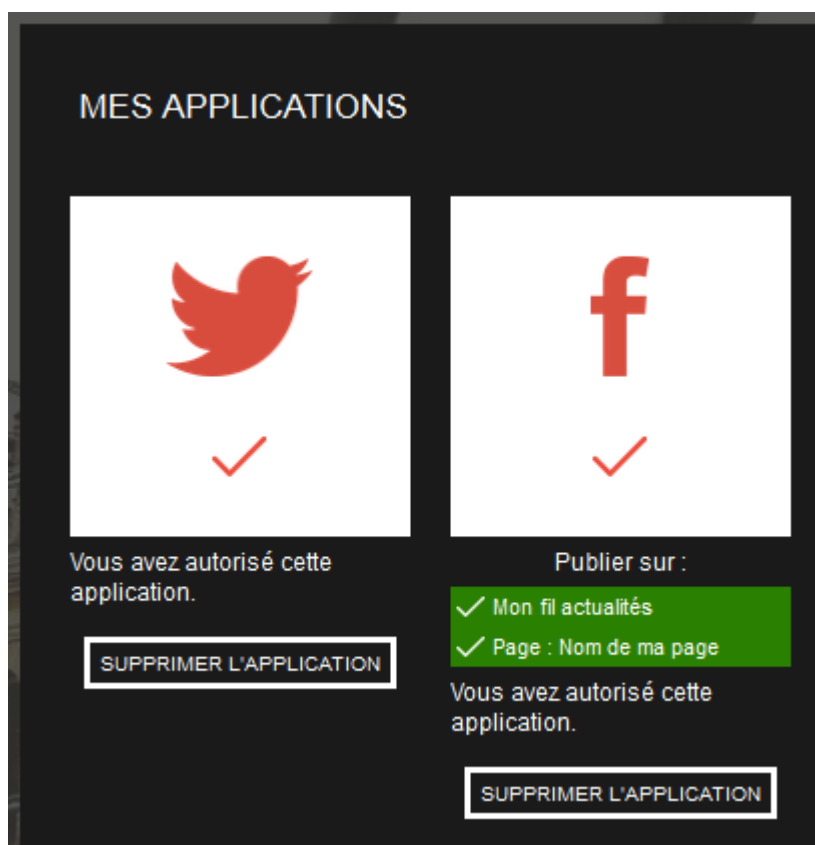 MES APPLICATIONS
Vous avez autorisé cette
application.
SUPPRIMER L'APPLICATION
Publier sur :
Mon fil actualités
Page : Nom de ma page
Vous avez autorisé cette
application.
SUPPRIMER L'APPLICATION